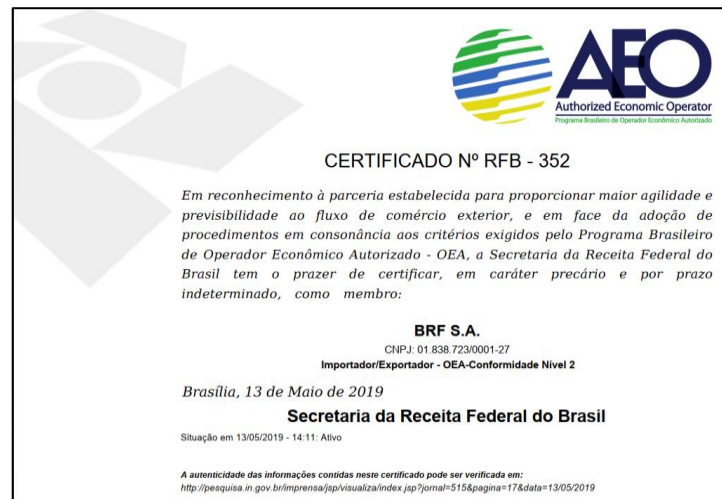 AEO
Authorized Economic Operator
Programa Brasileiro de Operador Econômico Autorizado
CERTIFICADO Nº RFB - 352
Em reconhecimento à parceria estabelecida para proporcionar maior agilidade e
previsibilidade ao fluxo de comércio exterior, e em face da adoção de
procedimentos em consonância aos critérios exigidos pelo Programa Brasileiro
de Operador Econômico Autorizado - OEA, a Secretaria da Receita Federal do
Brasil tem o prazer de certificar, em caráter precário e por prazo
indeterminado, como membro:
BRF S.A.
CNPJ: 01.838.723/0001-27
Importador/Exportador - OEA-Conformidade Nível 2
Brasília, 13 de Maio de 2019
Secretaria da Receita Federal do Brasil
Situação em 13/05/2019 - 14:11: Ativo
A autenticidade das informações contidas neste certificado pode ser verificada em:
http://pesquisa.in.gov.br/imprensa/jsp/visualiza/index.jsp?jornal=515&pagina=17&data=13/05/2019